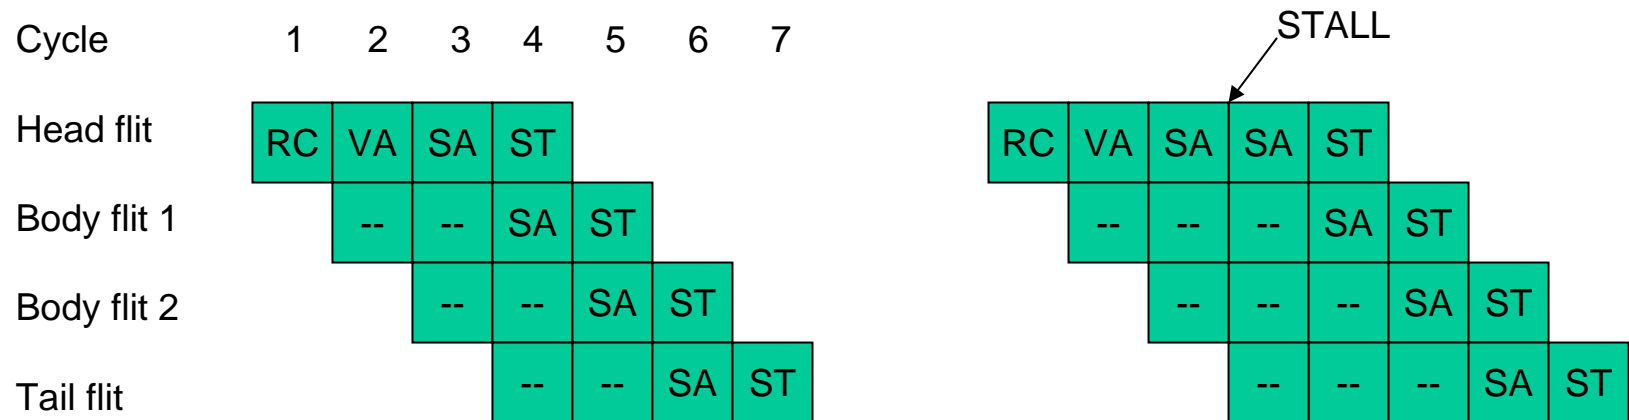 Cycle 1 2 3 4 5 6 7 STALL
Head flit RC VA SA ST RC VA SA SA ST
Body flit 1 -- -- SA ST -- -- -- SA ST
Body flit 2 -- -- SA ST -- -- -- SA ST
Tail flit -- -- SA ST -- -- -- SA ST